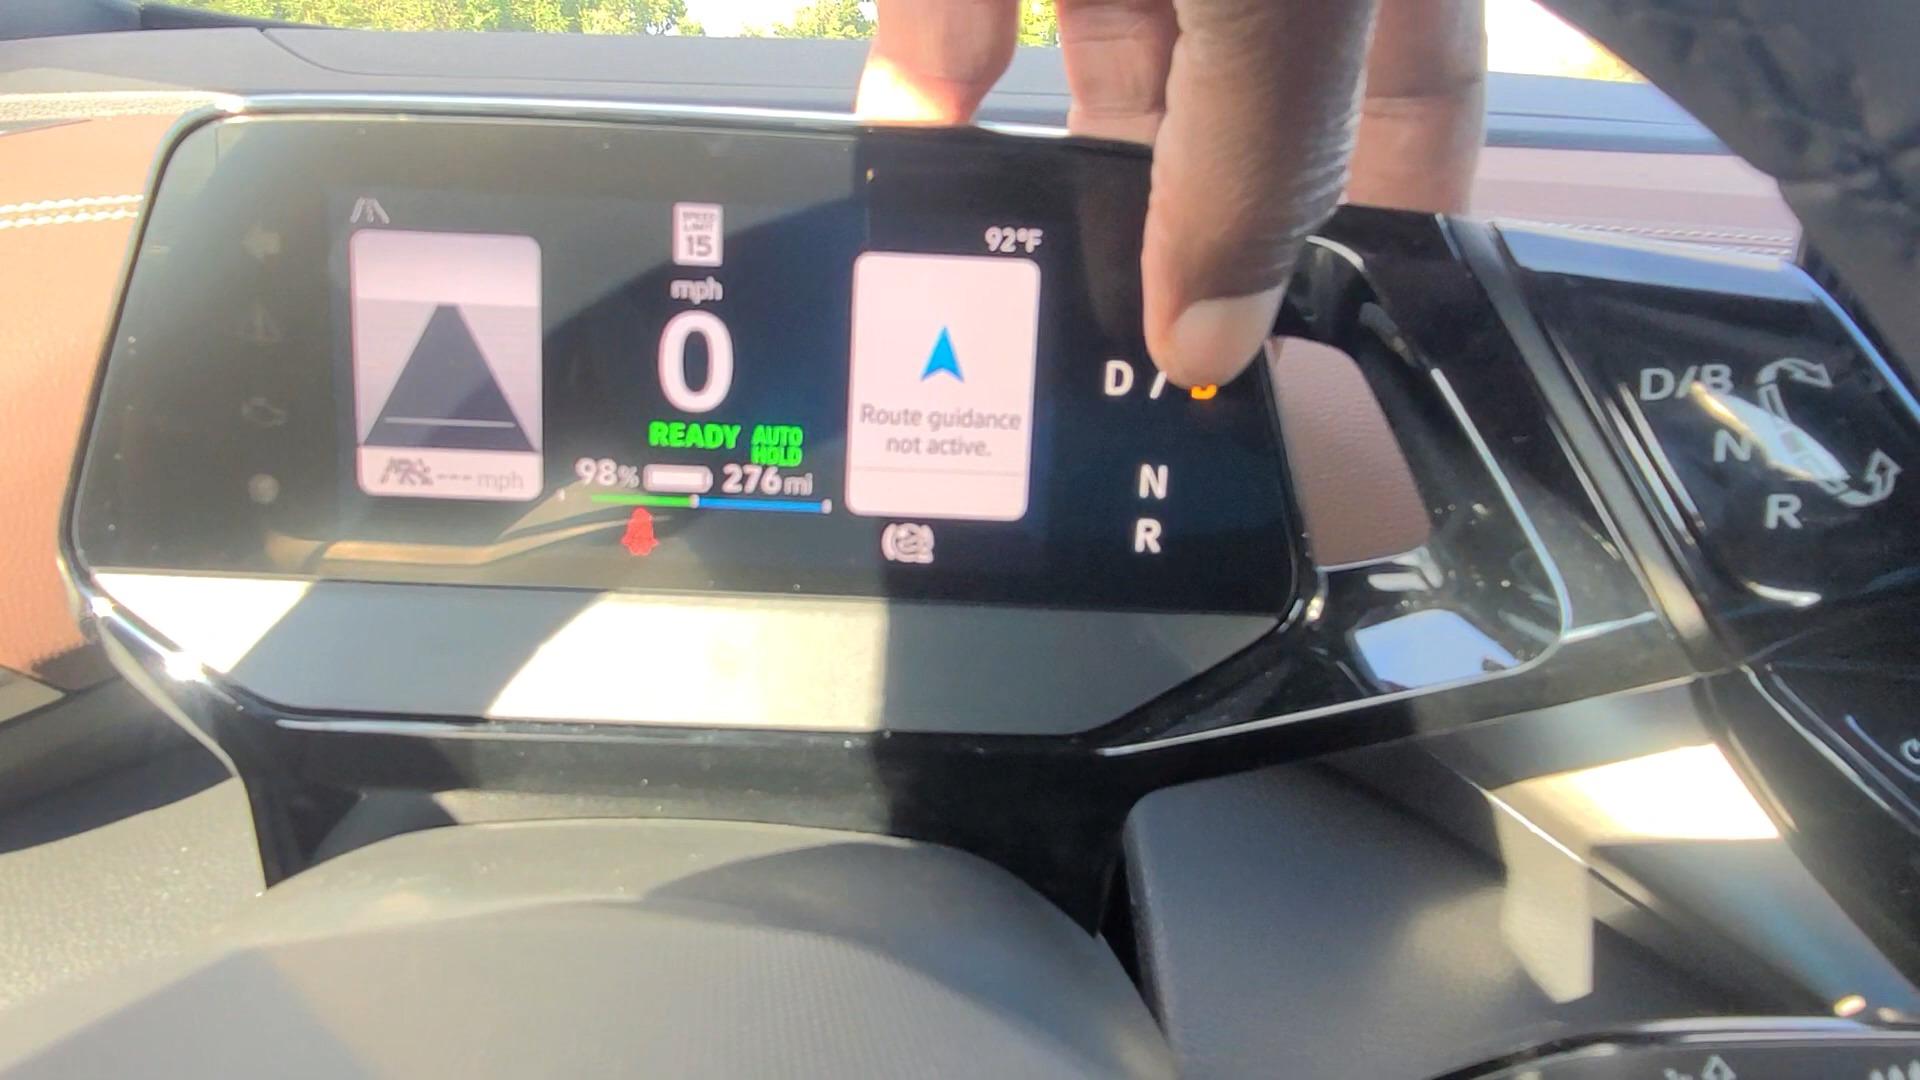 SPEED
LIMIT
15
mph
0
READY AUTO HOLD
98% 276 mi
--- mph
92°F
Route guidance
not active.
D /
N
R
D/B
N
R